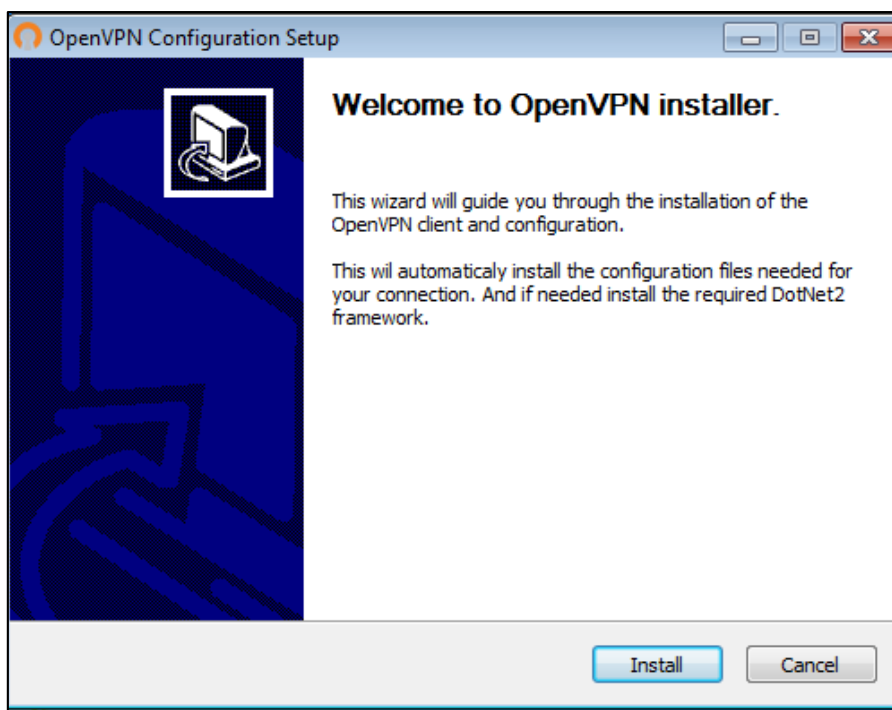 OpenVPN Configuration Setup
Welcome to OpenVPN installer.
This wizard will guide you through the installation of the
OpenVPN client and configuration.
This wil automaticaly install the configuration files needed for
your connection. And if needed install the required DotNet2
framework.
Install
Cancel